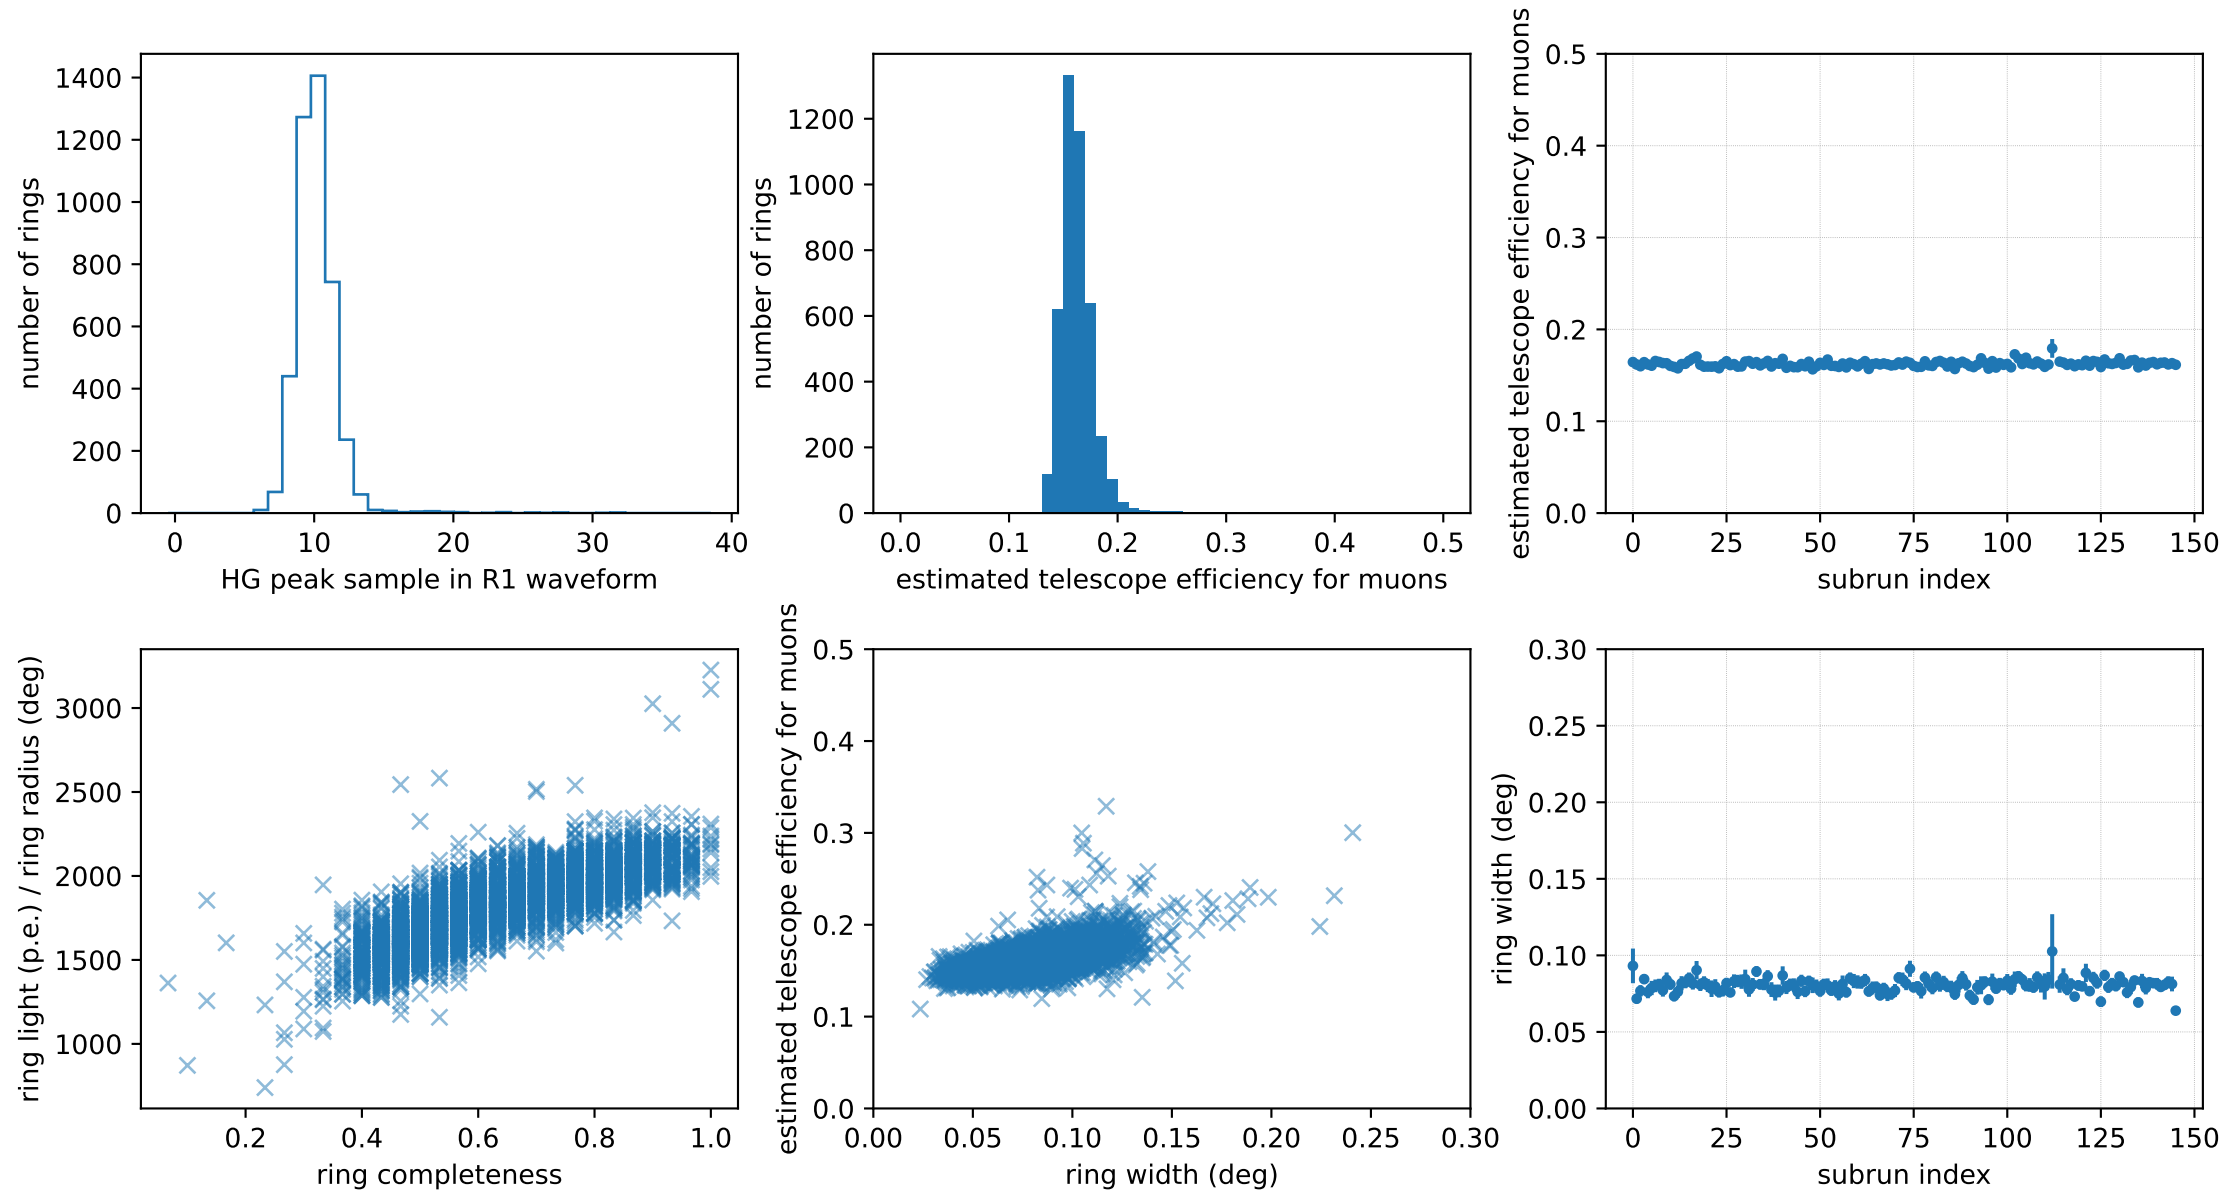 1400
1200
1000
800
600
400
200
0
number of rings
0 10 20 30 40
HG peak sample in R1 waveform
1200
1000
800
600
400
200
0
number of rings
0.0 0.1 0.2 0.3 0.4 0.5
estimated telescope efficiency for muons
0.5
0.4
0.3
0.2
0.1
0.0
estimated telescope efficiency for muons
0 25 50 75 100 125 150
subrun index
3000
2500
2000
1500
1000
ring light (p.e.) / ring radius (deg)
0.2 0.4 0.6 0.8 1.0
ring completeness
0.5
0.4
0.3
0.2
0.1
0.0
estimated telescope efficiency for muons
0.00 0.05 0.10 0.15 0.20 0.25 0.30
ring width (deg)
0.30
0.25
0.20
0.15
0.10
0.05
0.00
ring width (deg)
0 25 50 75 100 125 150
subrun index